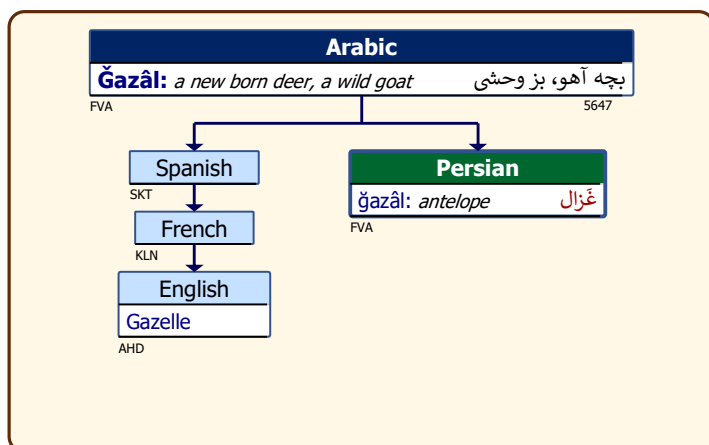 Arabic
Ğazâl: a new born deer, a wild goat بچه آهو، بز وحشی
FVA 5647
Spanish
SKT
Persian
ğazâl: antelope غَزال
FVA
French
KLN
English
Gazelle
AHD